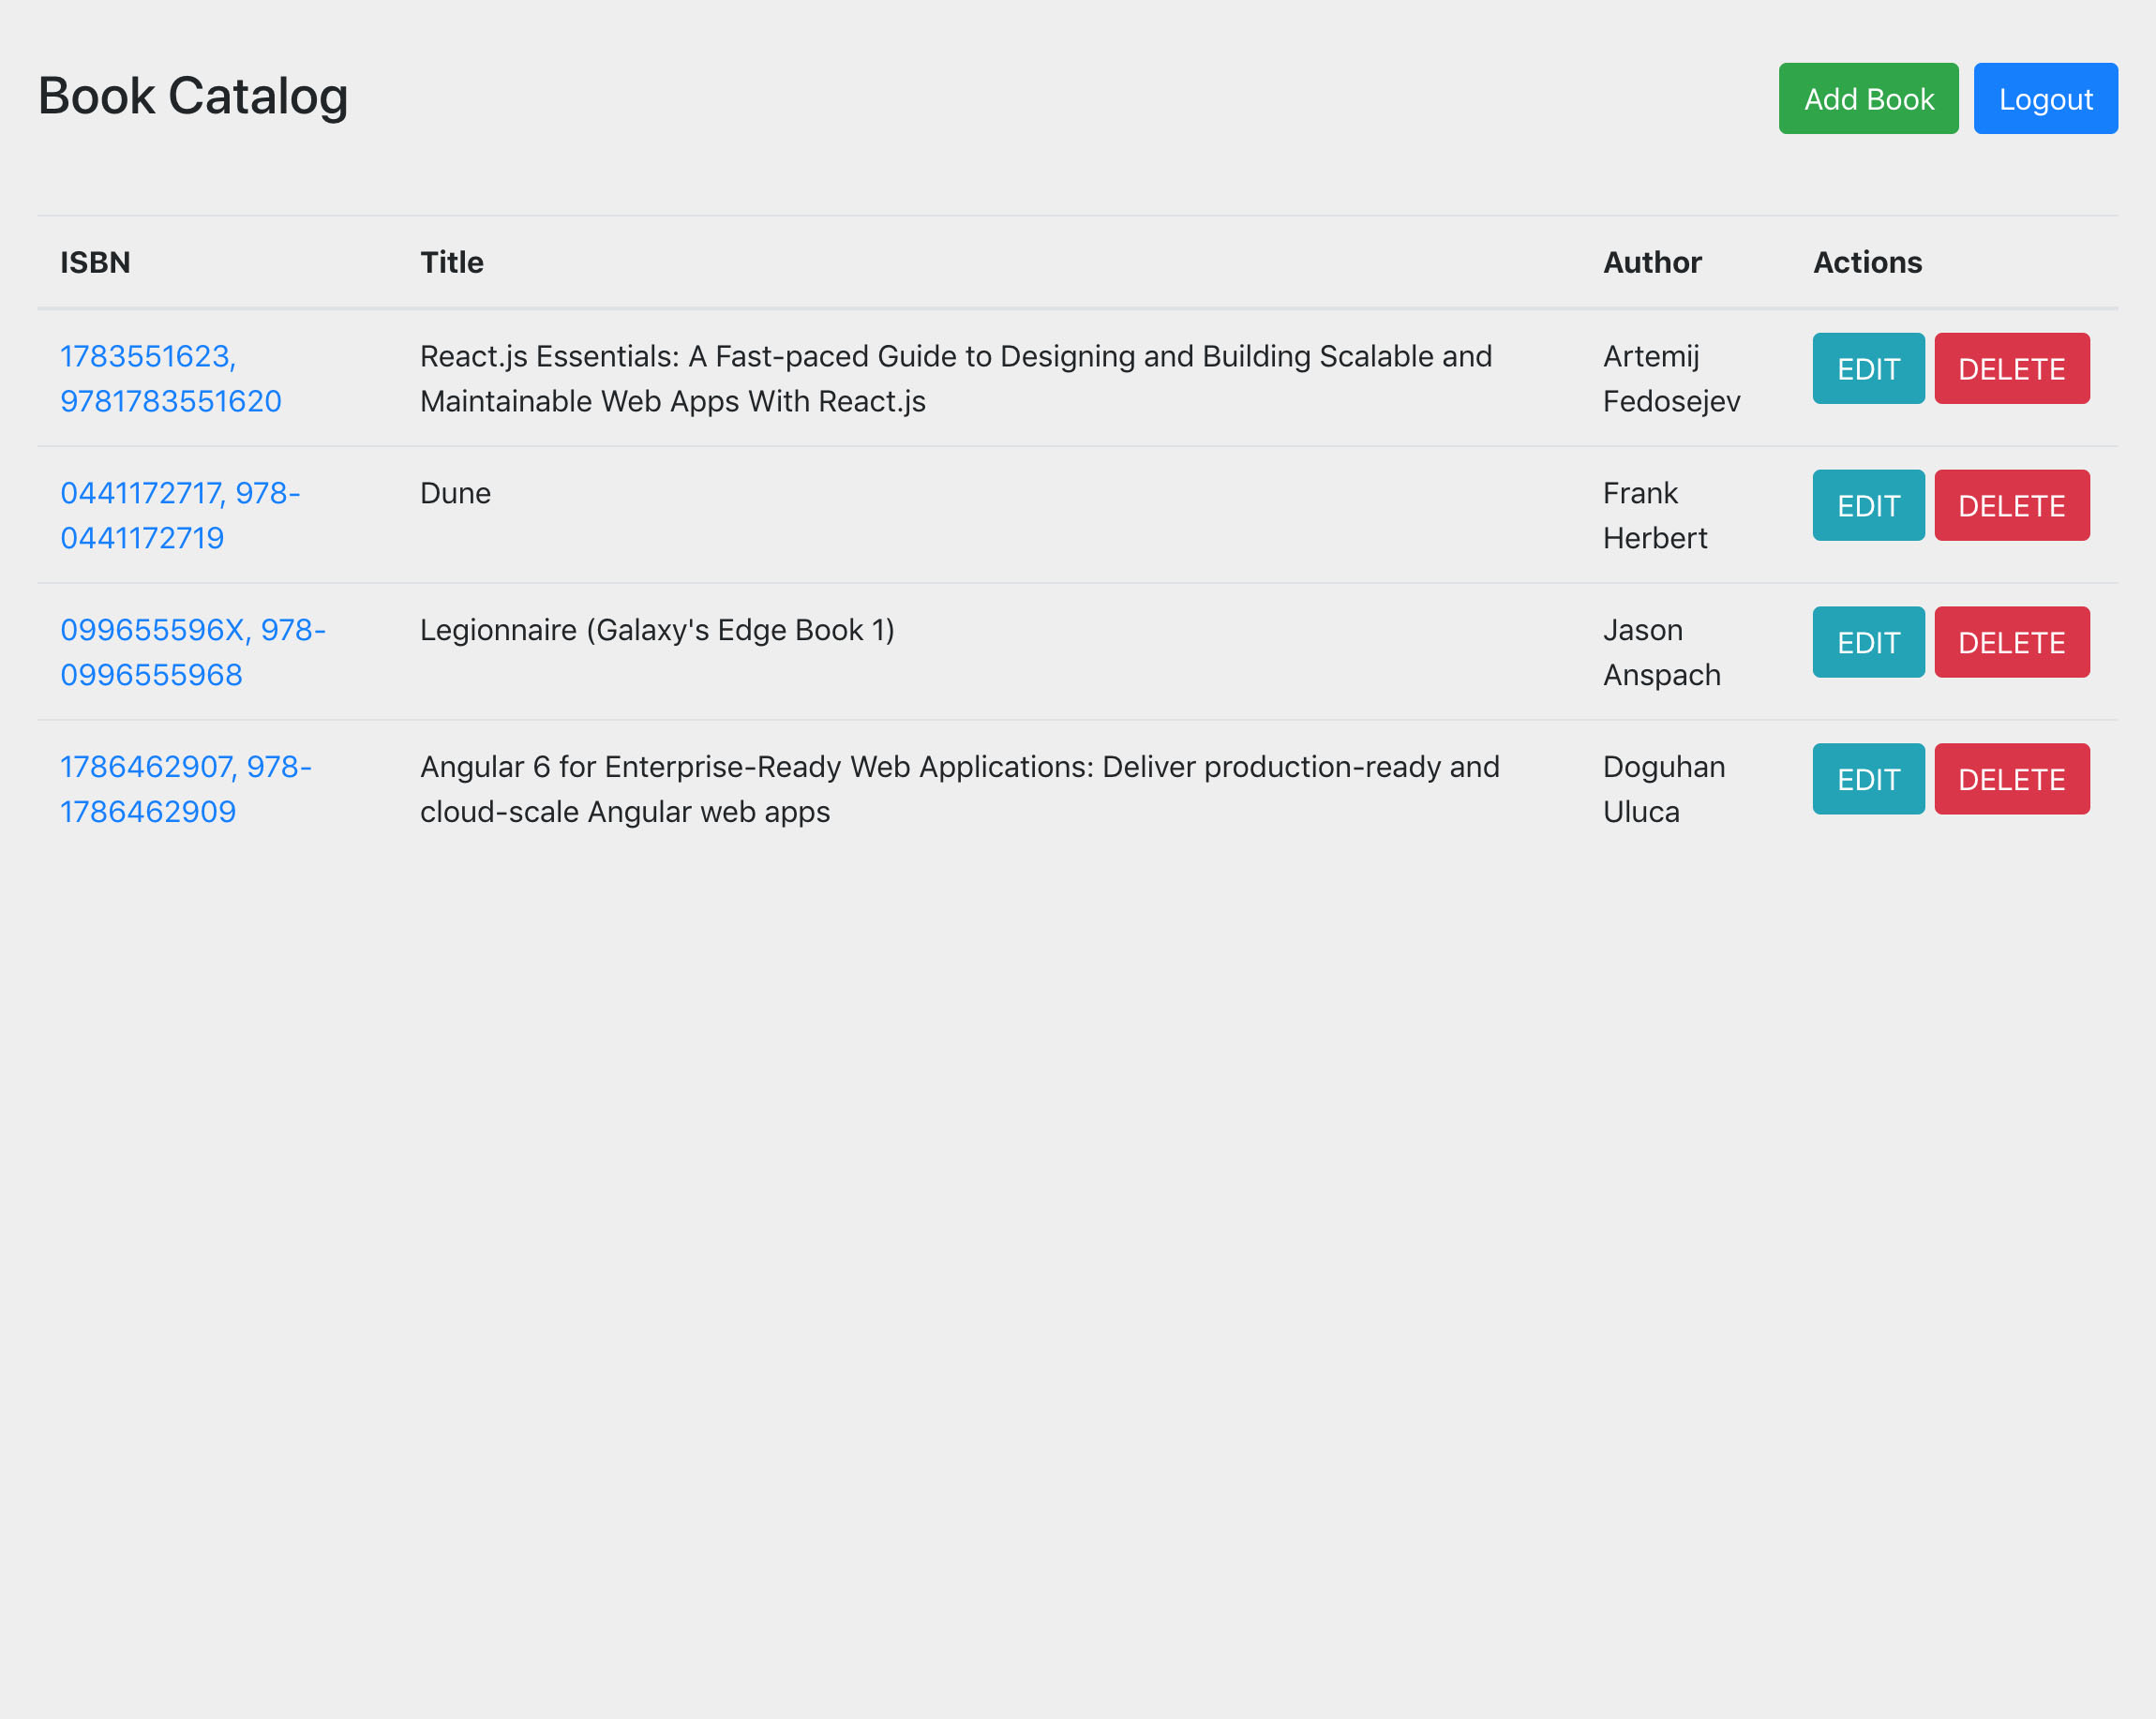 Book Catalog
Add Book
Logout
ISBN
Title
Author
Actions
1783551623,
9781783551620
React.js Essentials: A Fast-paced Guide to Designing and Building Scalable and
Maintainable Web Apps With React.js
Artemij
Fedosejev
EDIT
DELETE
0441172717, 978-
0441172719
Dune
Frank
Herbert
EDIT
DELETE
099655596X, 978-
0996555968
Legionnaire (Galaxy's Edge Book 1)
Jason
Anspach
EDIT
DELETE
1786462907, 978-
1786462909
Angular 6 for Enterprise-Ready Web Applications: Deliver production-ready and
cloud-scale Angular web apps
Doguhan
Uluca
EDIT
DELETE